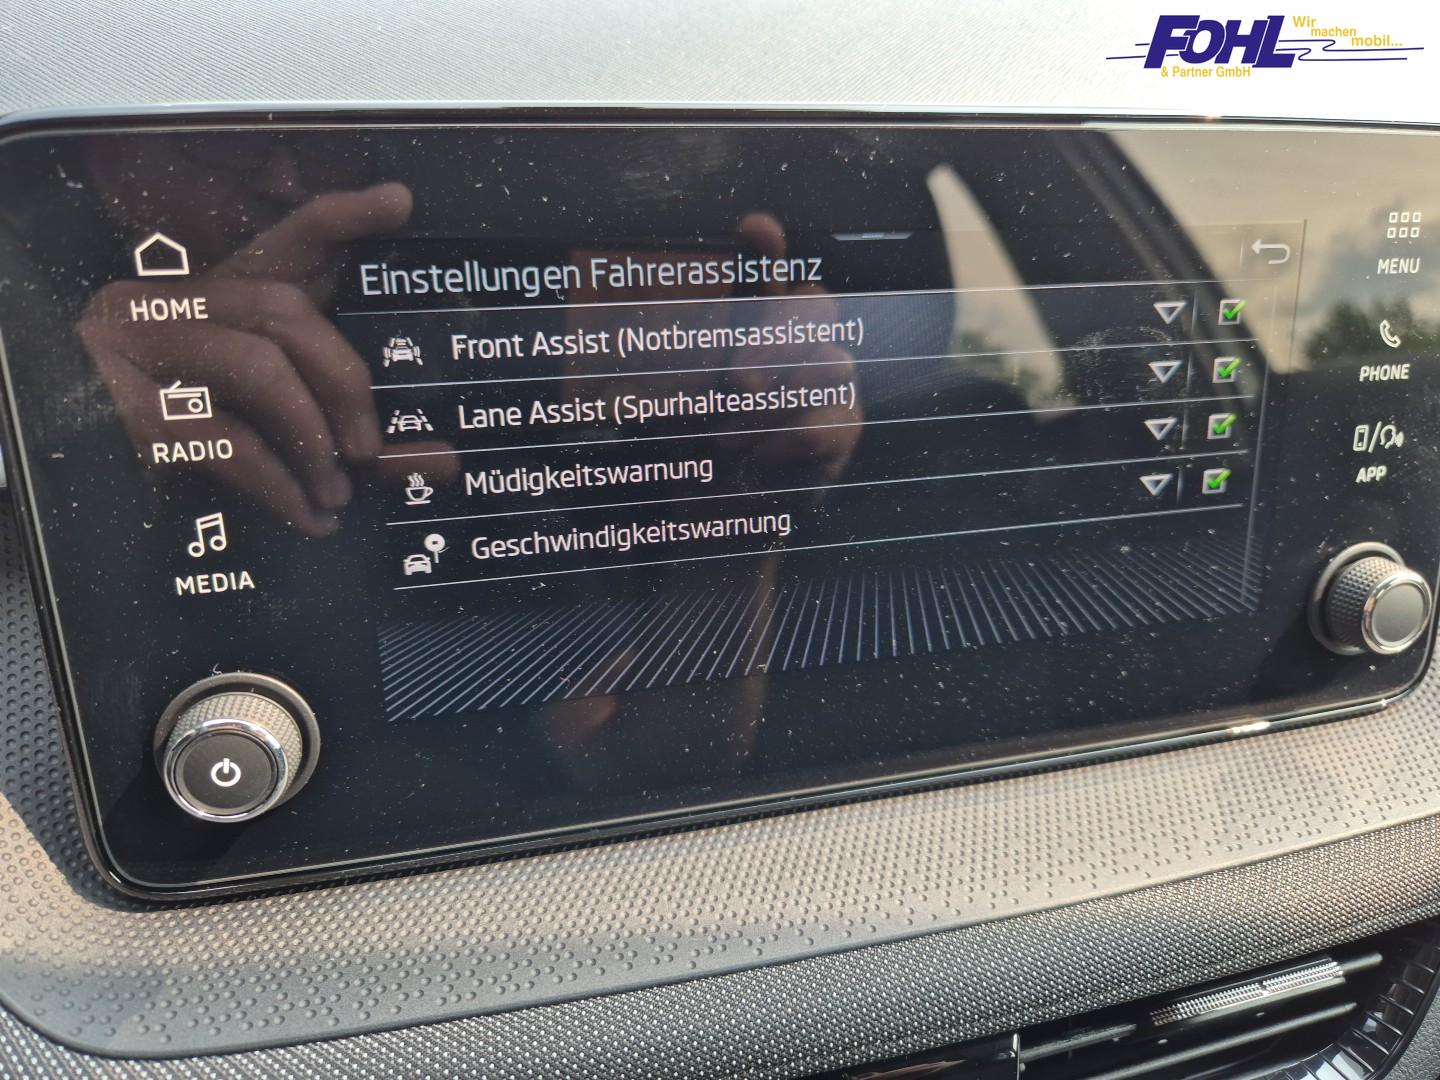 FOHL
Wir
machen
mobil...
& Partner GmbH
HOME
RADIO
MEDIA
Einstellungen Fahrerassistenz
Front Assist (Notbremsassistent)
Lane Assist (Spurhalteassistent)
Müdigkeitswarnung
Geschwindigkeitswarnung
MENU
PHONE
APP